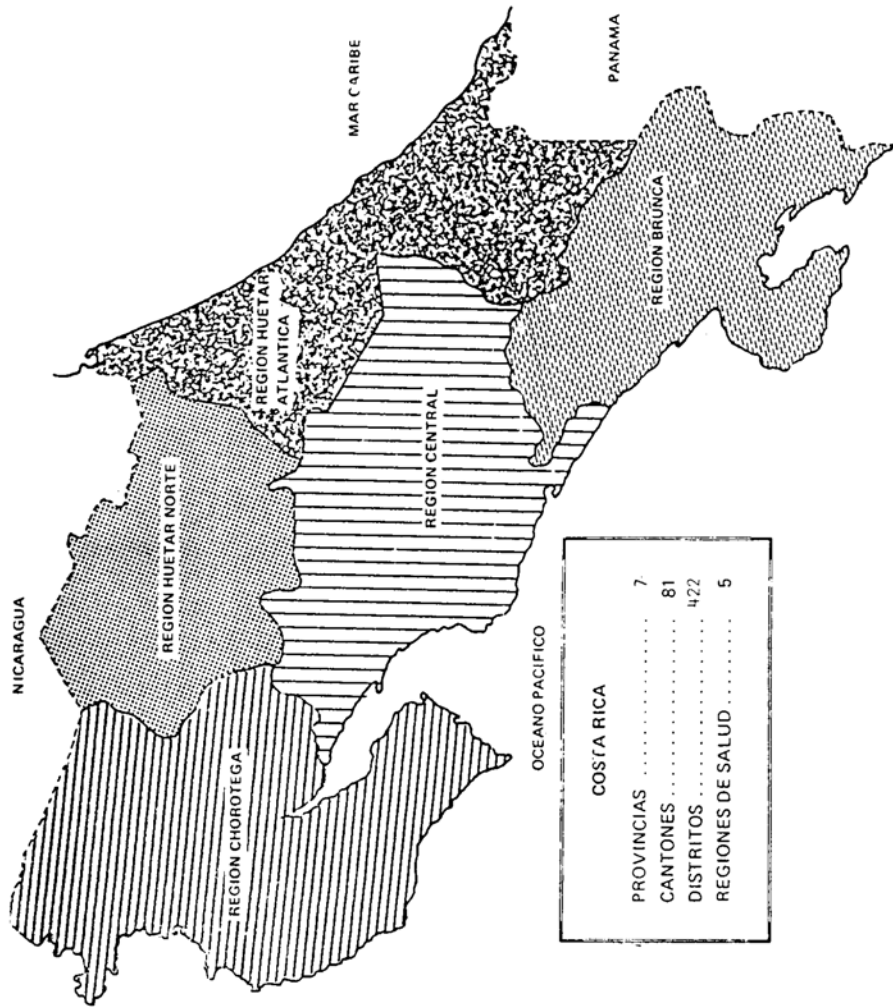 NICARAGUA
MAR CARIBE
REGION HUETAR NORTE
REGION HUETAR
ATLANTICA
REGION CHOROTEGA
REGION CENTRAL
PANAMA
REGION BRUNCA
OCEANO PACIFICO
COSTA RICA
PROVINCIAS .............. 7
CANTONES .............. 81
DISTRITOS .............. 422
REGIONES DE SALUD ....... 5